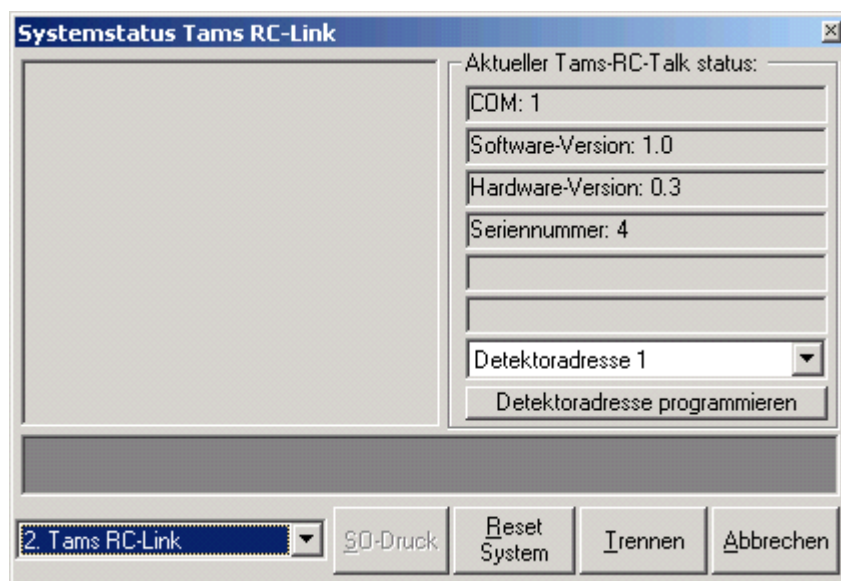 Systemstatus Tams RC-Link
Aktueller Tams-RC-Talk status:
COM: 1
Software-Version: 1.0
Hardware-Version: 0.3
Seriennummer: 4
Detektoradresse 1
Detektoradresse programmieren
2. Tams RC-Link
SO-Druck
Reset
System
Trennen
Abbrechen